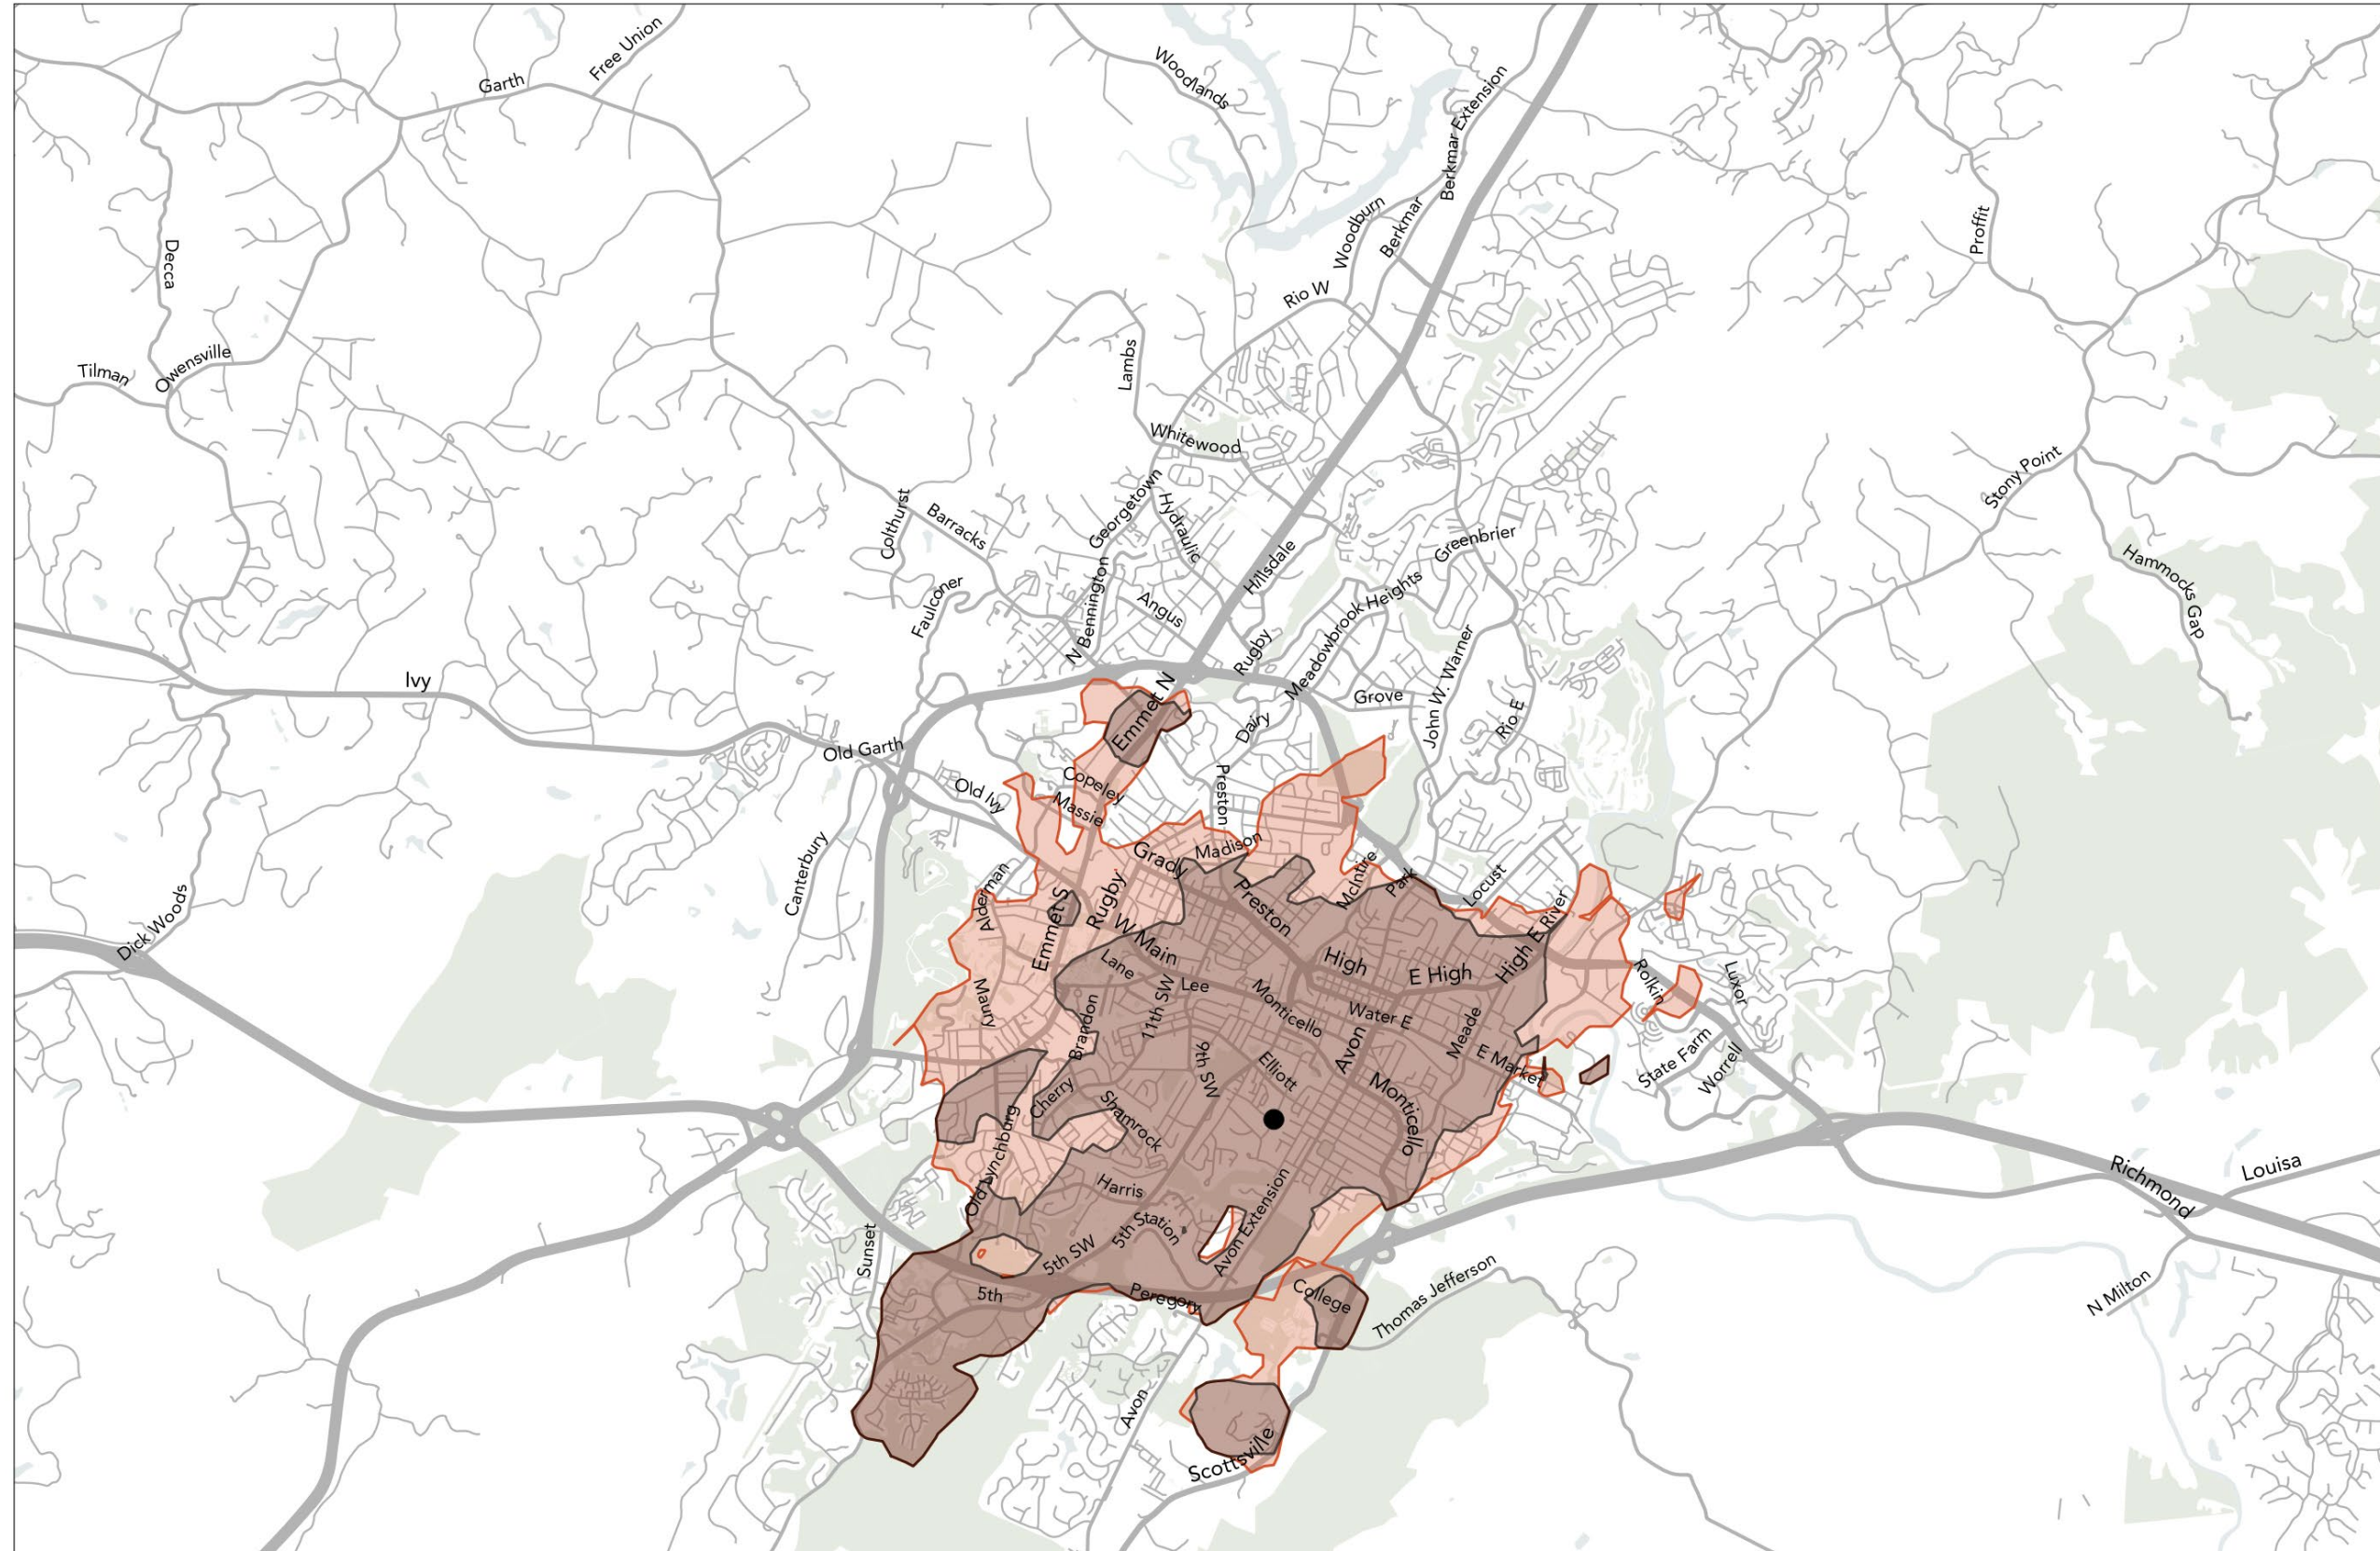 Free Union
Garth
Woodlands
Berkmar Extension
Decca
Woodburn
Berkmar
Proffit
Rio W
Tilman
Owensville
Lambs
Whitewood
Stony Point
Georgetown
Hydraulic
Colthurst
Barracks
Greenbrier
Hillsdale
Hammocks Gap
Faulconer
N Bennington
Angus
Meadowbrook Heights
Rugby
John W. Warner
Ivy
Grove
Emmet N
Dairy
Rio E
Old Garth
Old Ivy
Copeley
Massie
Preston
Canterbury
Madison
Grady
McIntire
Park
Locust
Alderman
Rugby
Preston
Emmet S
E River
Dick Woods
W Main
High
E High
High
Lane
Lee
Rolkin
Luxor
Maury
11th SW
Monticello
Water E
Brandon
Meade
Avon
9th SW
Elliott
E Market
State Farm
Worrell
Cherry
Shamrock
Monticello
Old Lynchburg
Harris
Richmond
Louisa
Sunset
5th Station
5th SW
Avon Extension
5th
Peregory
College
Thomas Jefferson
N Milton
Avon
Scottsville